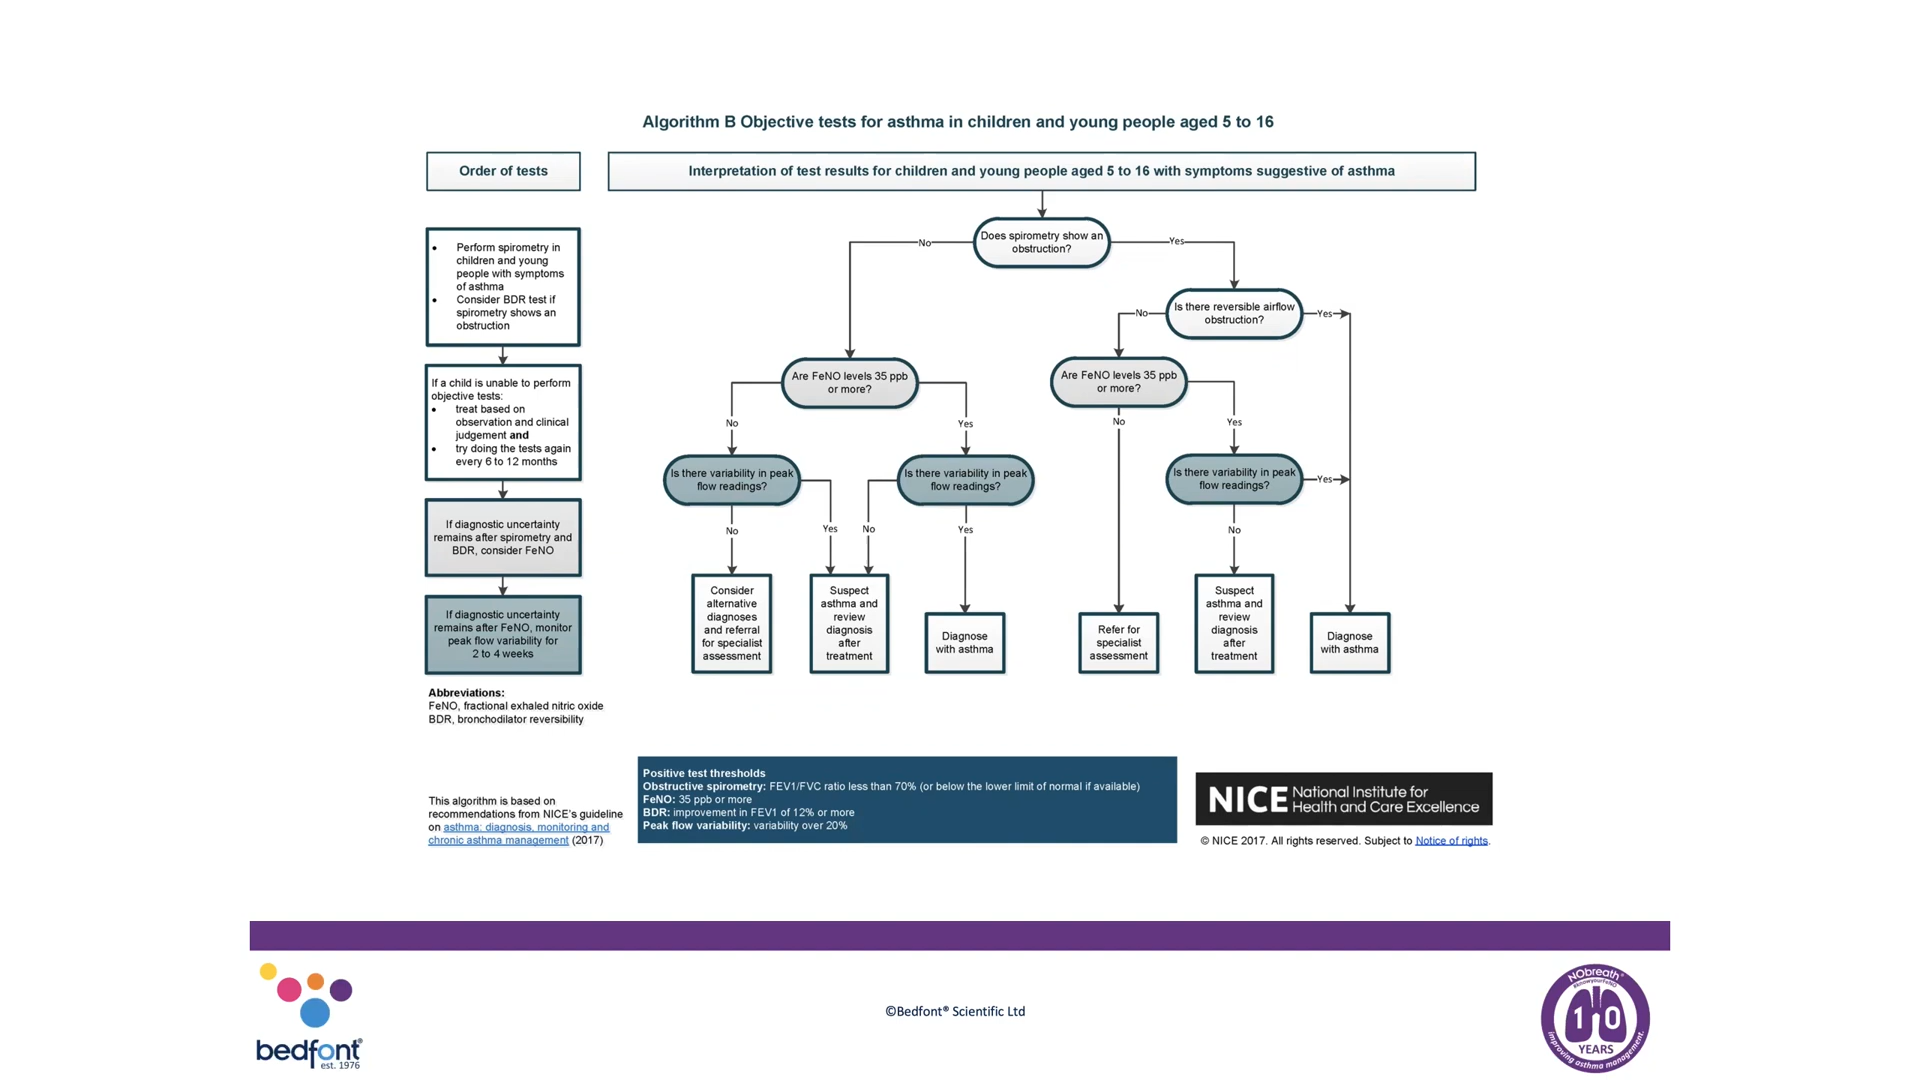 Algorithm B Objective tests for asthma in children and young people aged 5 to 16
Order of tests
Interpretation of test results for children and young people aged 5 to 16 with symptoms suggestive of asthma
• Perform spirometry in
children and young
people with symptoms
of asthma
• Consider BDR test if
spirometry shows an
obstruction
If a child is unable to perform
objective tests:
• treat based on
observation and clinical
judgement and
• try doing the tests again
every 6 to 12 months
If diagnostic uncertainty
remains after spirometry and
BDR, consider FeNO
If diagnostic uncertainty
remains after FeNO, monitor
peak flow variability for
2 to 4 weeks
Abbreviations:
FeNO, fractional exhaled nitric oxide
BDR, bronchodilator reversibility
Does spirometry show an
obstruction?
No
Yes
Is there reversible airflow
obstruction?
No
Yes
Are FeNO levels 35 ppb
or more?
No
Yes
Are FeNO levels 35 ppb
or more?
No
Yes
Is there variability in peak
flow readings?
No
Yes
Is there variability in peak
flow readings?
No
Yes
Is there variability in peak
flow readings?
Yes
No
Consider
alternative
diagnoses
and referral
for specialist
assessment
Suspect
asthma and
review
diagnosis
after
treatment
Diagnose
with asthma
Refer for
specialist
assessment
Suspect
asthma and
review
diagnosis
after
treatment
Diagnose
with asthma
This algorithm is based on
recommendations from NICE's guideline
on asthma: diagnosis, monitoring and
chronic asthma management (2017)
Positive test thresholds
Obstructive spirometry: FEV1/FVC ratio less than 70% (or below the lower limit of normal if available)
FeNO: 35 ppb or more
BDR: improvement in FEV1 of 12% or more
Peak flow variability: variability over 20%
NICE National Institute for
Health and Care Excellence
© NICE 2017. All rights reserved. Subject to Notice of rights.
bedfont®
est. 1976
©Bedfont® Scientific Ltd
NObreath®
#knowyourFeNO
10
YEARS
improving asthma management.